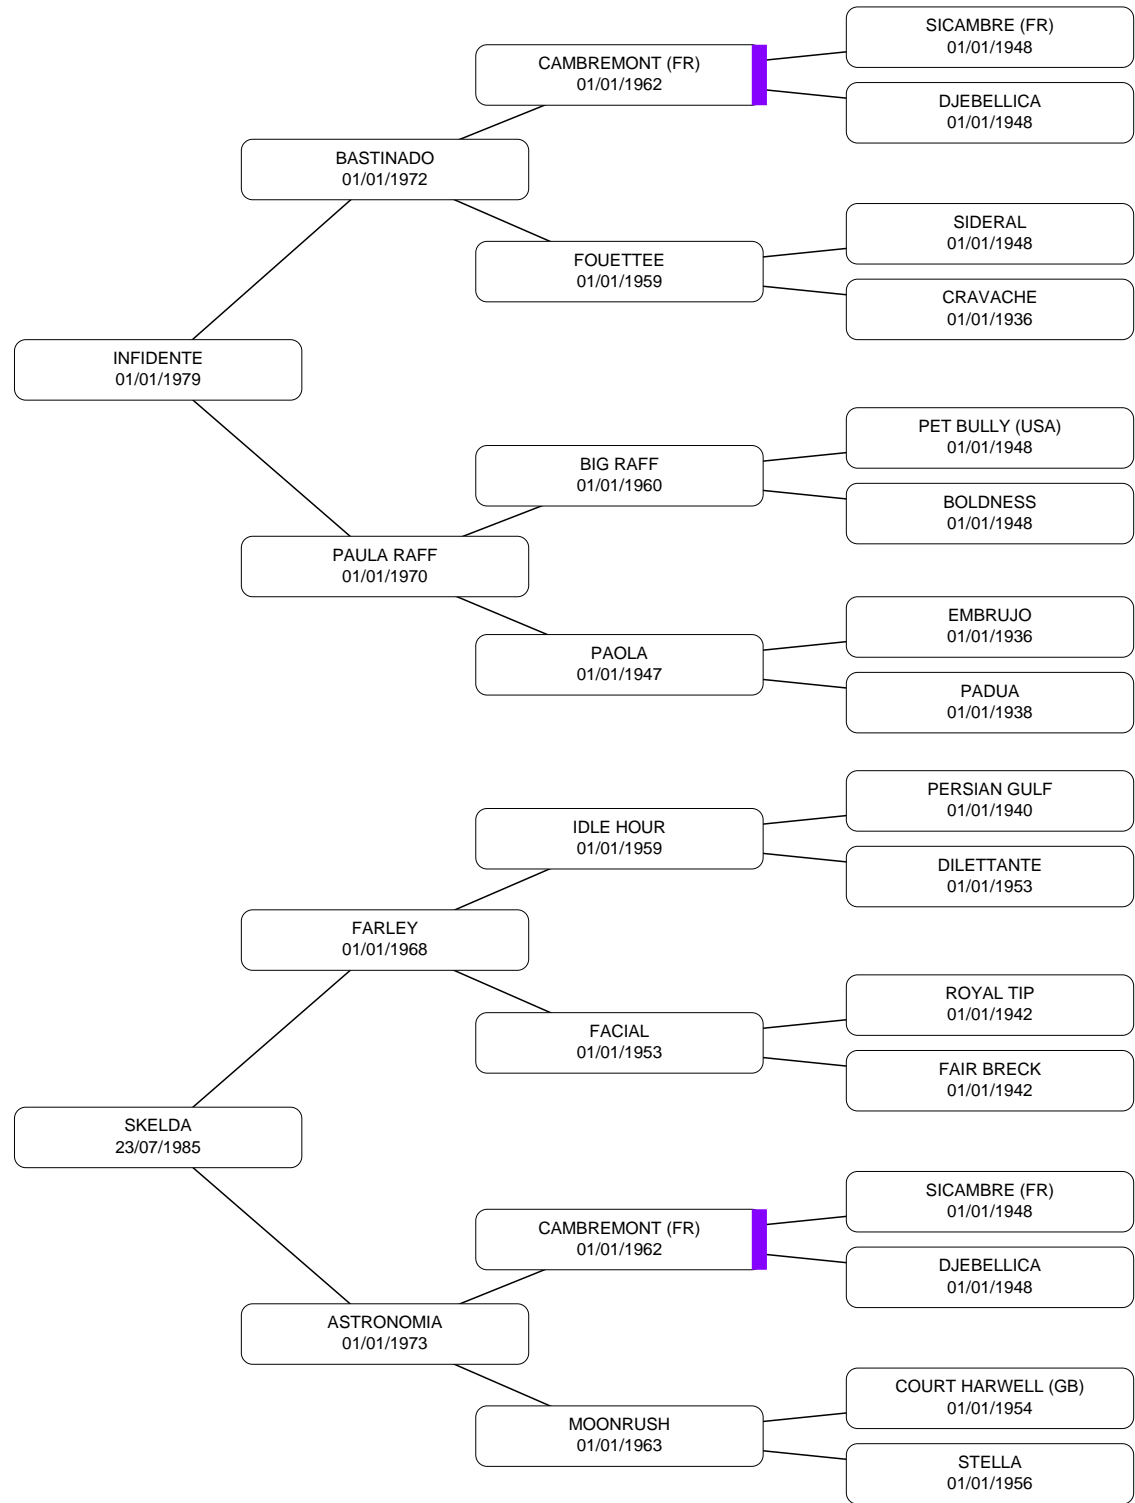 SICAMBRE (FR)
01/01/1948
CAMBREMONT (FR)
01/01/1962
DJEBELLICA
01/01/1948
BASTINADO
01/01/1972
SIDERAL
01/01/1948
FOUETTEE
01/01/1959
CRAVACHE
01/01/1936
INFIDENTE
01/01/1979
PET BULLY (USA)
01/01/1948
BIG RAFF
01/01/1960
BOLDNESS
01/01/1948
PAULA RAFF
01/01/1970
EMBRUJO
01/01/1936
PAOLA
01/01/1947
PADUA
01/01/1938
PERSIAN GULF
01/01/1940
IDLE HOUR
01/01/1959
DILETTANTE
01/01/1953
FARLEY
01/01/1968
ROYAL TIP
01/01/1942
FACIAL
01/01/1953
FAIR BRECK
01/01/1942
SKELDA
23/07/1985
SICAMBRE (FR)
01/01/1948
CAMBREMONT (FR)
01/01/1962
DJEBELLICA
01/01/1948
ASTRONOMIA
01/01/1973
COURT HARWELL (GB)
01/01/1954
MOONRUSH
01/01/1963
STELLA
01/01/1956